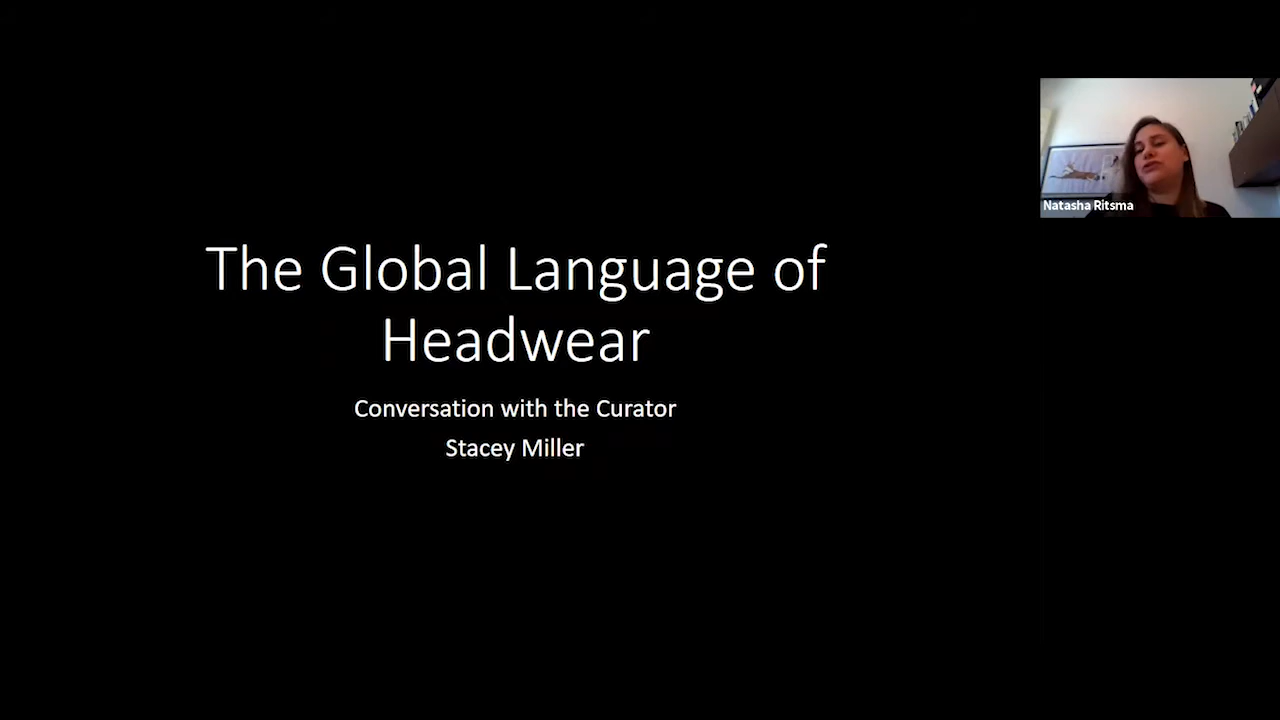 The Global Language of
Headwear
Conversation with the Curator
Stacey Miller
Natasha Ritsma